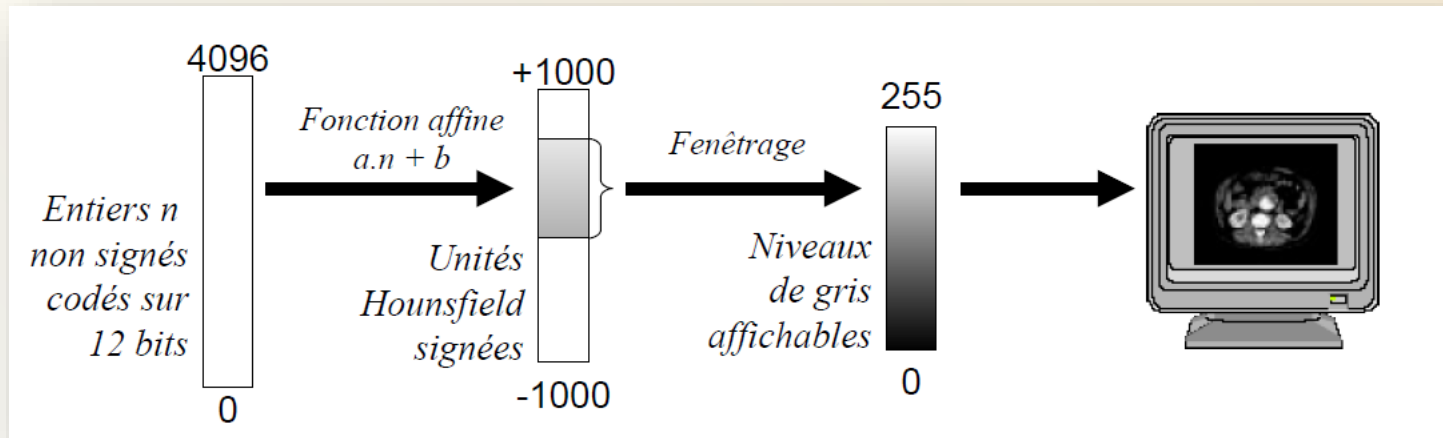 4096
Entiers n
non signés
codés sur
12 bits
0
Fonction affine
a.n + b
+1000
Unités
Hounsfield
signées
-1000
Fenêtrage
255
Niveaux
de gris
affichables
0